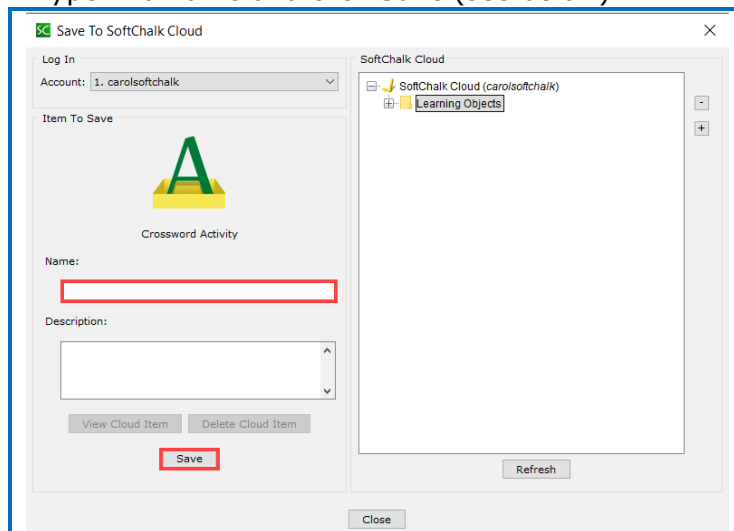 Save To SoftChalk Cloud
Log In
Account: 1. carolsoftchalk
Item To Save
A
Crossword Activity
Name:
Description:
View Cloud Item Delete Cloud Item
Save
SoftChalk Cloud
SoftChalk Cloud (carolsoftchalk)
Learning Objects
-
+
Refresh
Close